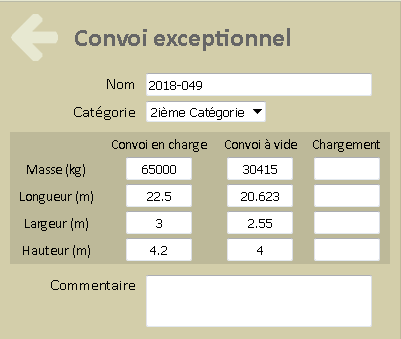 Convoi exceptionnel
Nom 2018-049
Catégorie 2ième Catégorie
Convoi en charge Convoi à vide Chargement
Masse (kg) 65000 30415
Longueur (m) 22.5 20.623
Largeur (m) 3 2.55
Hauteur (m) 4.2 4
Commentaire